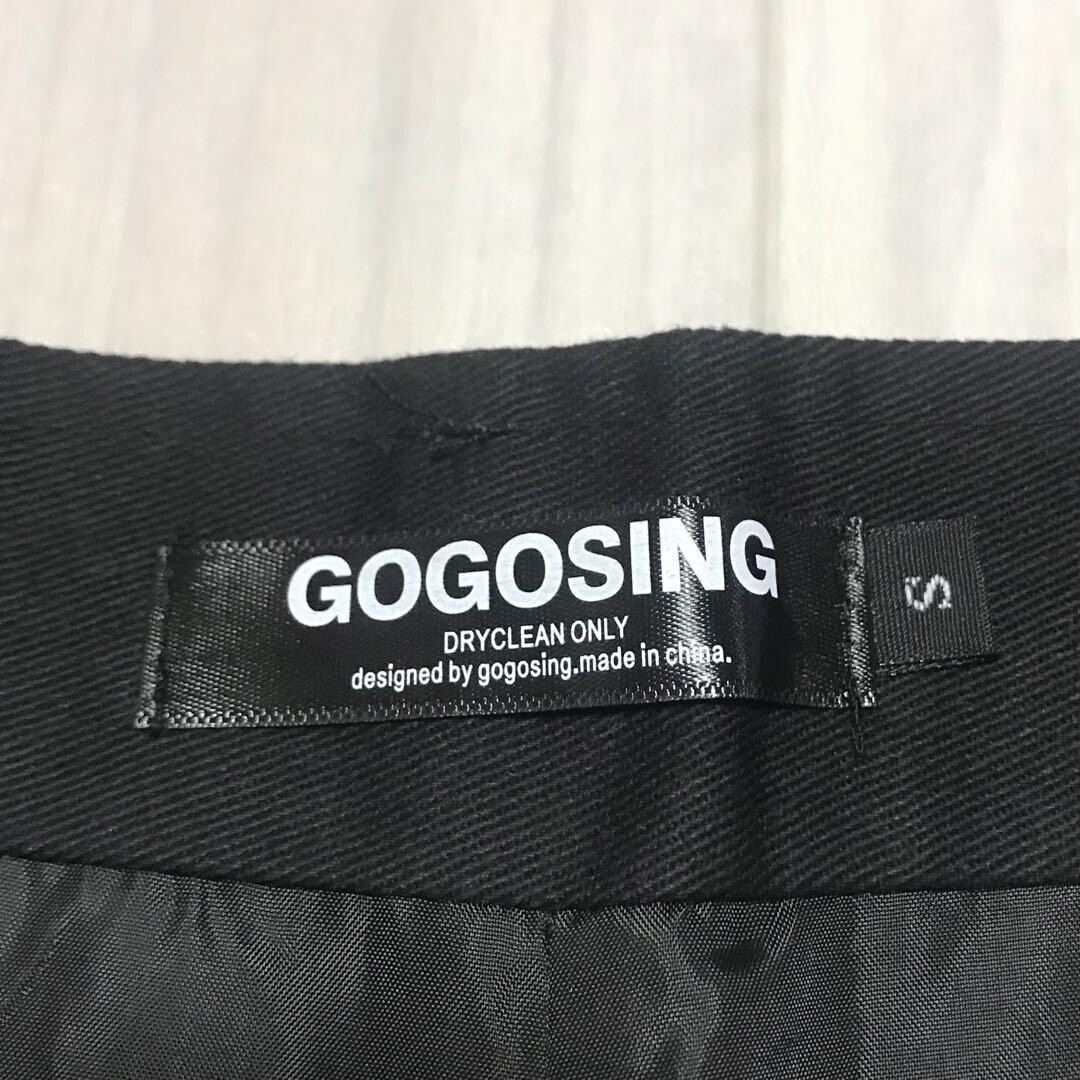 GOGOSING
DRYCLEAN ONLY
designed by gogosing.made in china.
S